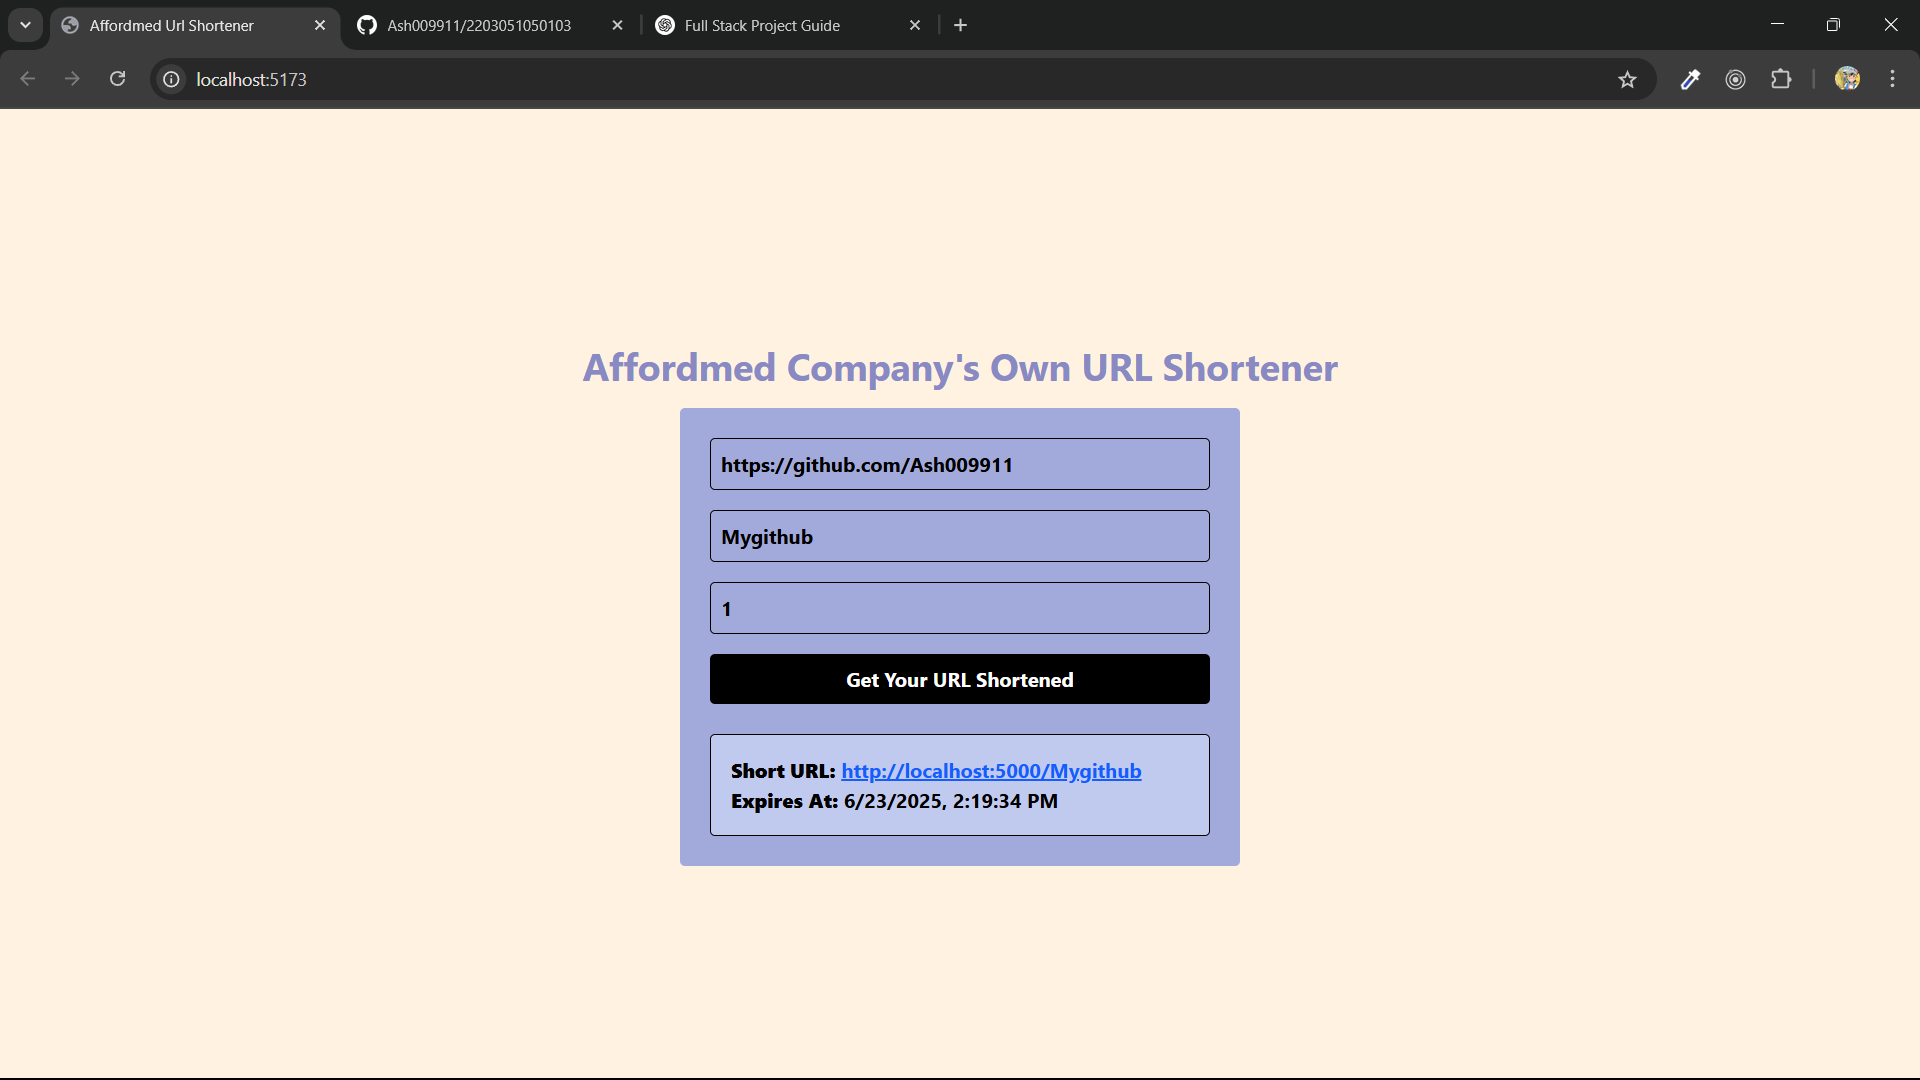 Affordmed Url Shortener
Ash009911/2203051050103
Full Stack Project Guide
localhost:5173
Affordmed Company's Own URL Shortener
https://github.com/Ash009911
Mygithub
1
Get Your URL Shortened
Short URL: http://localhost:5000/Mygithub
Expires At: 6/23/2025, 2:19:34 PM